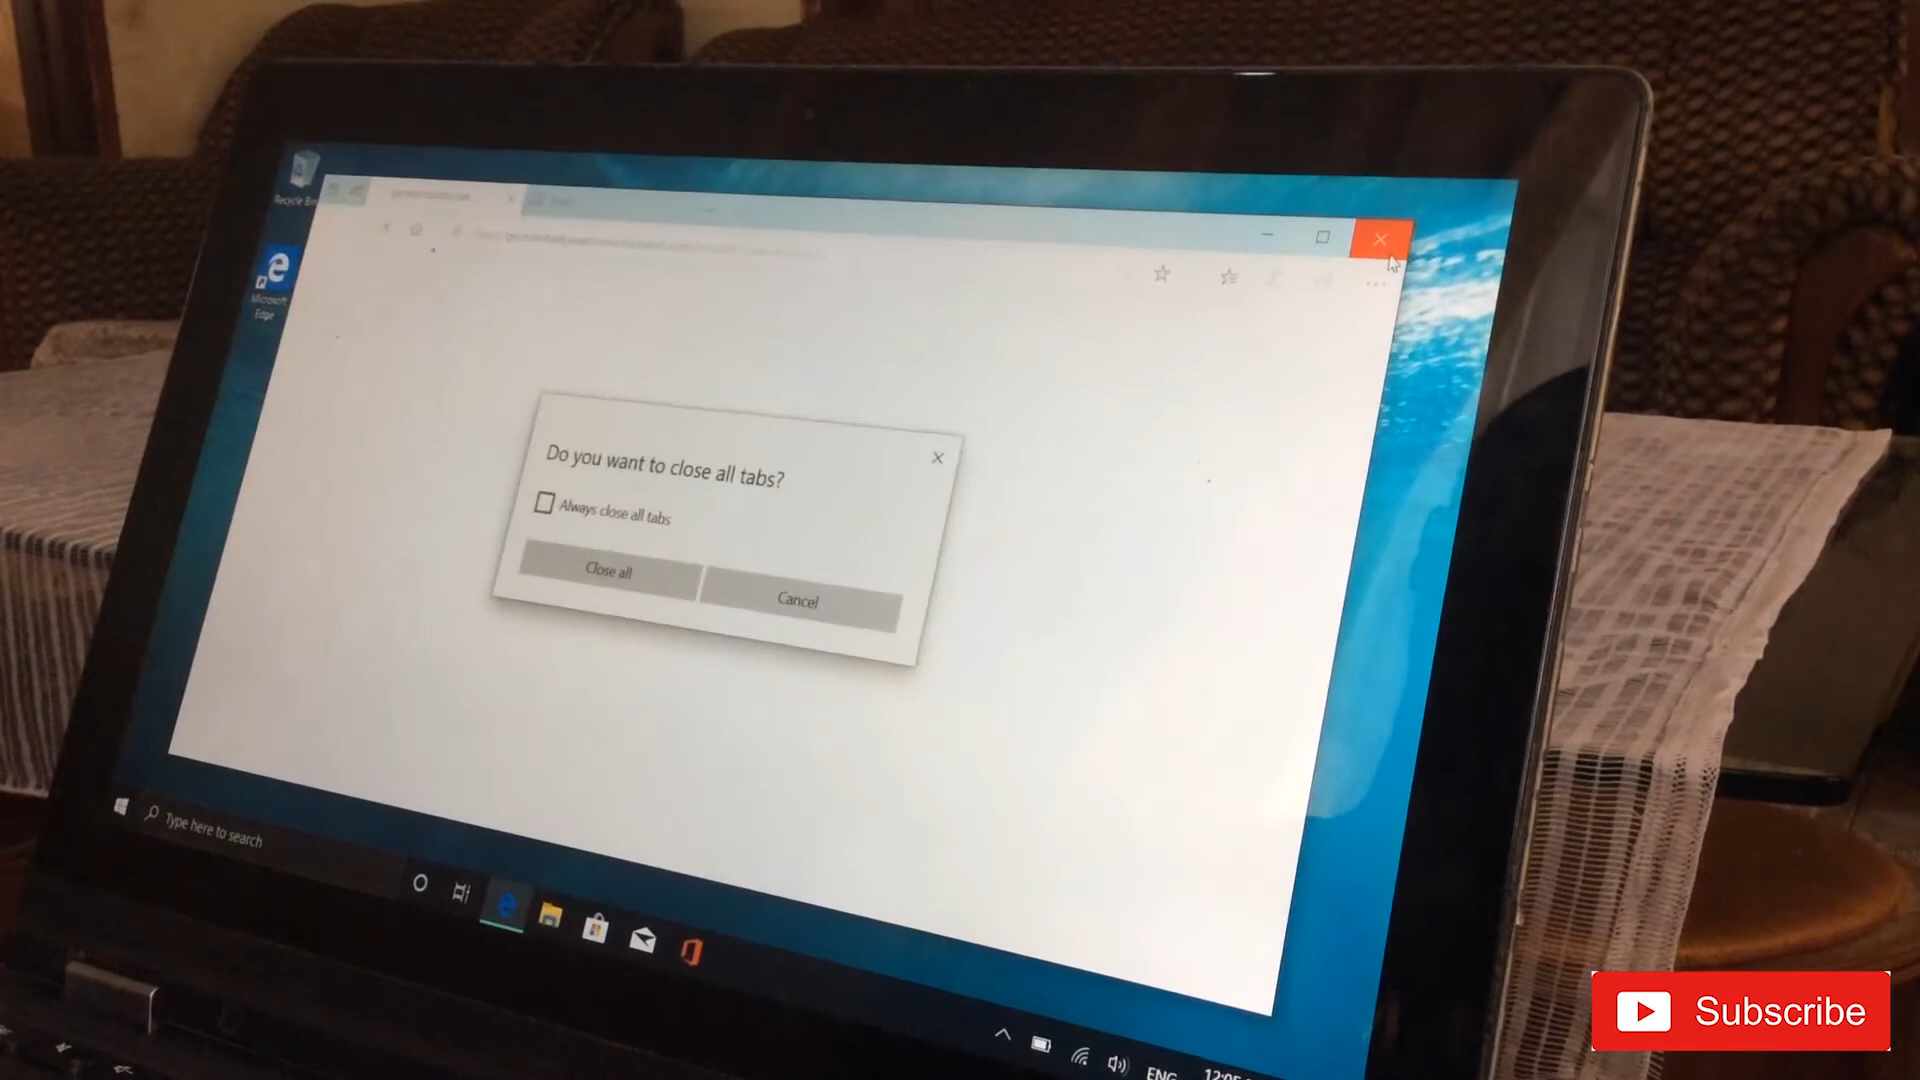 Recycle Bin
Microsoft
Edge
Do you want to close all tabs?
Always close all tabs
Close all
Cancel
Type here to search
ENG
Subscribe